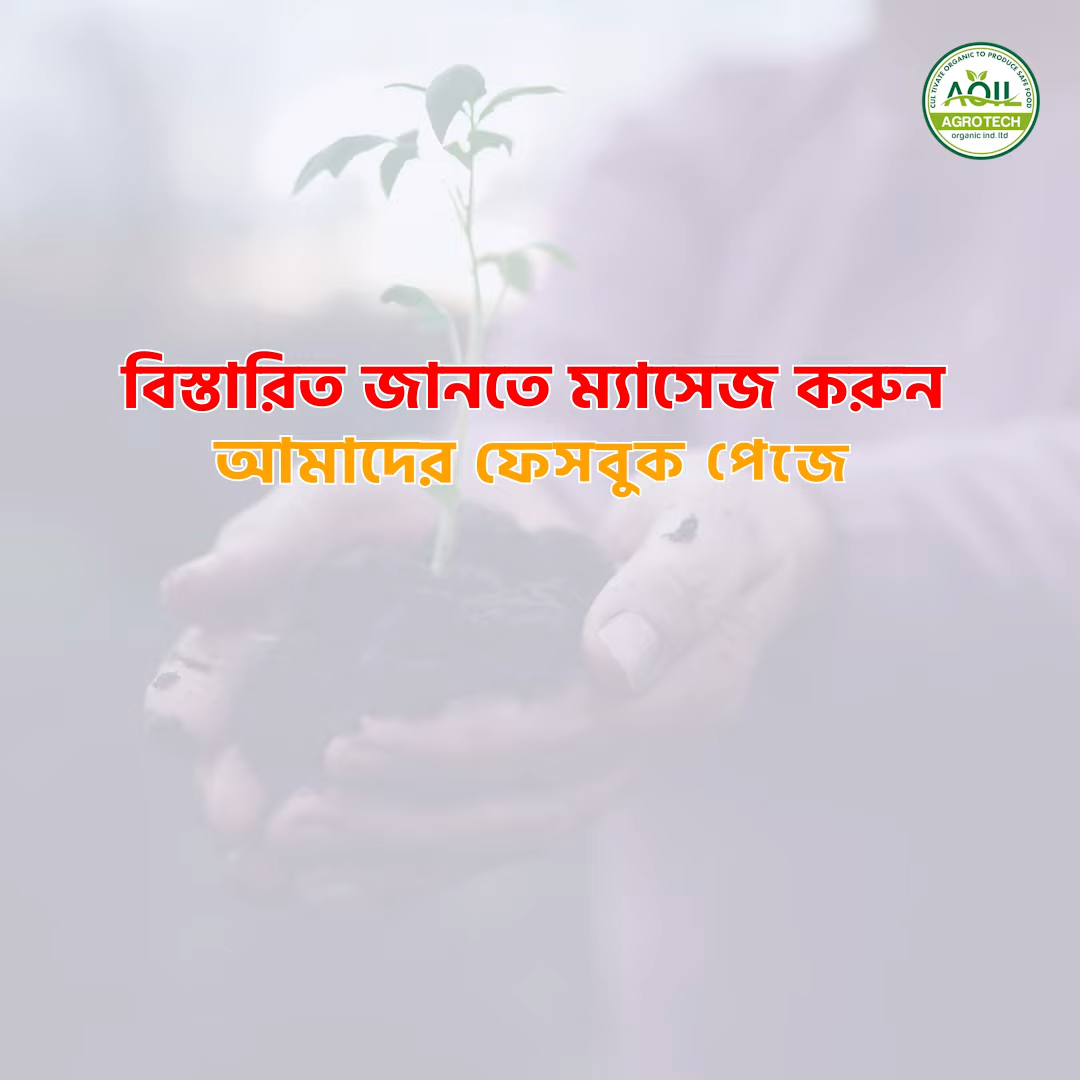 CULTIVATE ORGANIC TO PRODUCE SAFE FOOD
AOIL
AGROTECH
organic ind. ltd
বিস্তারিত জানতে ম্যাসেজ করুন
আমাদের ফেসবুক পেজে